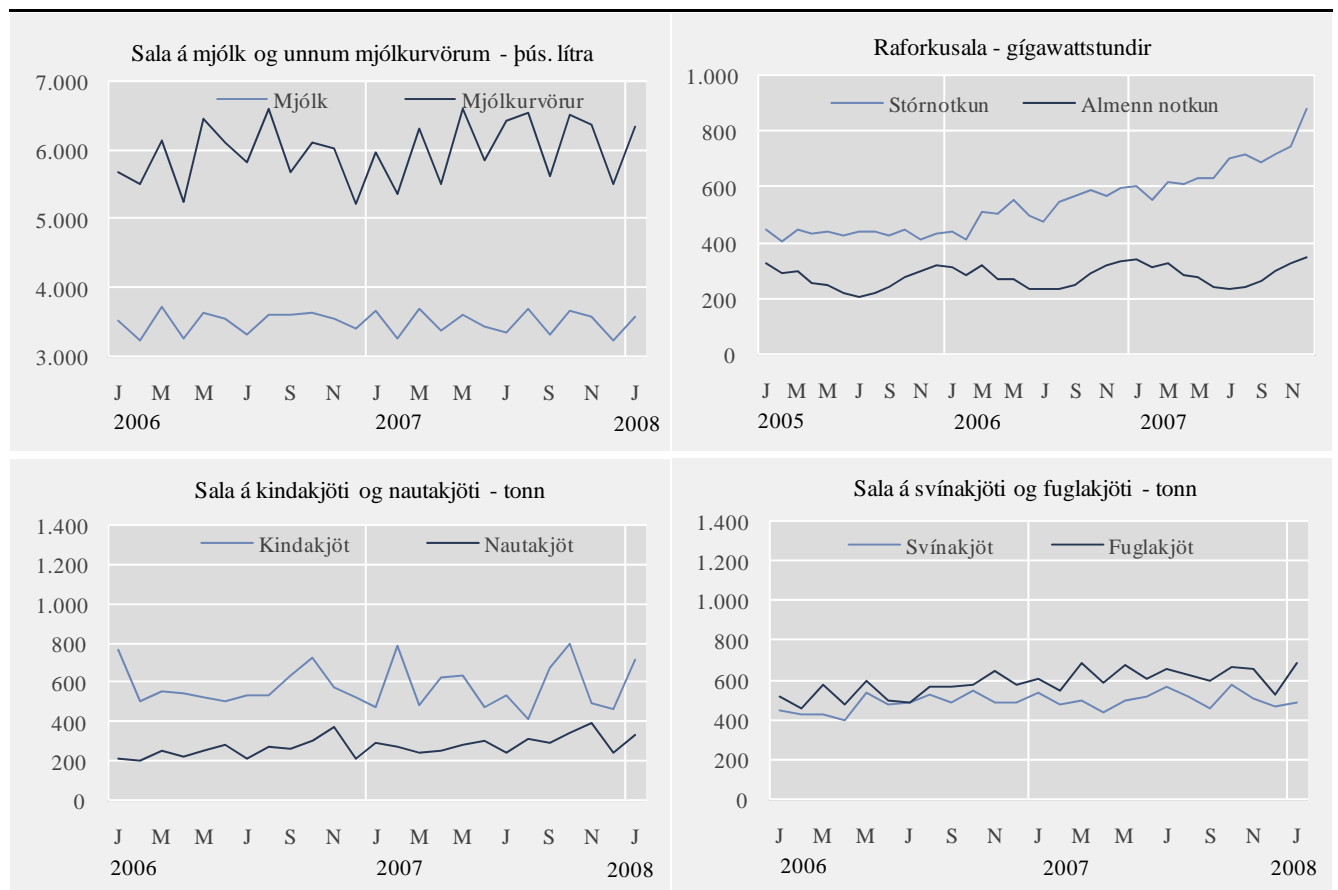 Sala á mjólk og unnum mjólkurvörum - þús. lítra
Mjólk Mjólkurvörur
7.000
6.000
5.000
4.000
3.000
J M M J S N J M M J S N J
2006 2007 2008
Raforkusala - gígawattstundir
Stórnotkun Almenn notkun
1.000
800
600
400
200
0
J M M J S N J M M J S N J M M J S N
2005 2006 2007
Sala á kindakjöti og nautakjöti - tonn
Kindakjöt Nautakjöt
1.400
1.200
1.000
800
600
400
200
0
J M M J S N J M M J S N J
2006 2007 2008
Sala á svínakjöti og fuglakjöti - tonn
Svínakjöt Fuglakjöt
1.400
1.200
1.000
800
600
400
200
0
J M M J S N J M M J S N J
2006 2007 2008